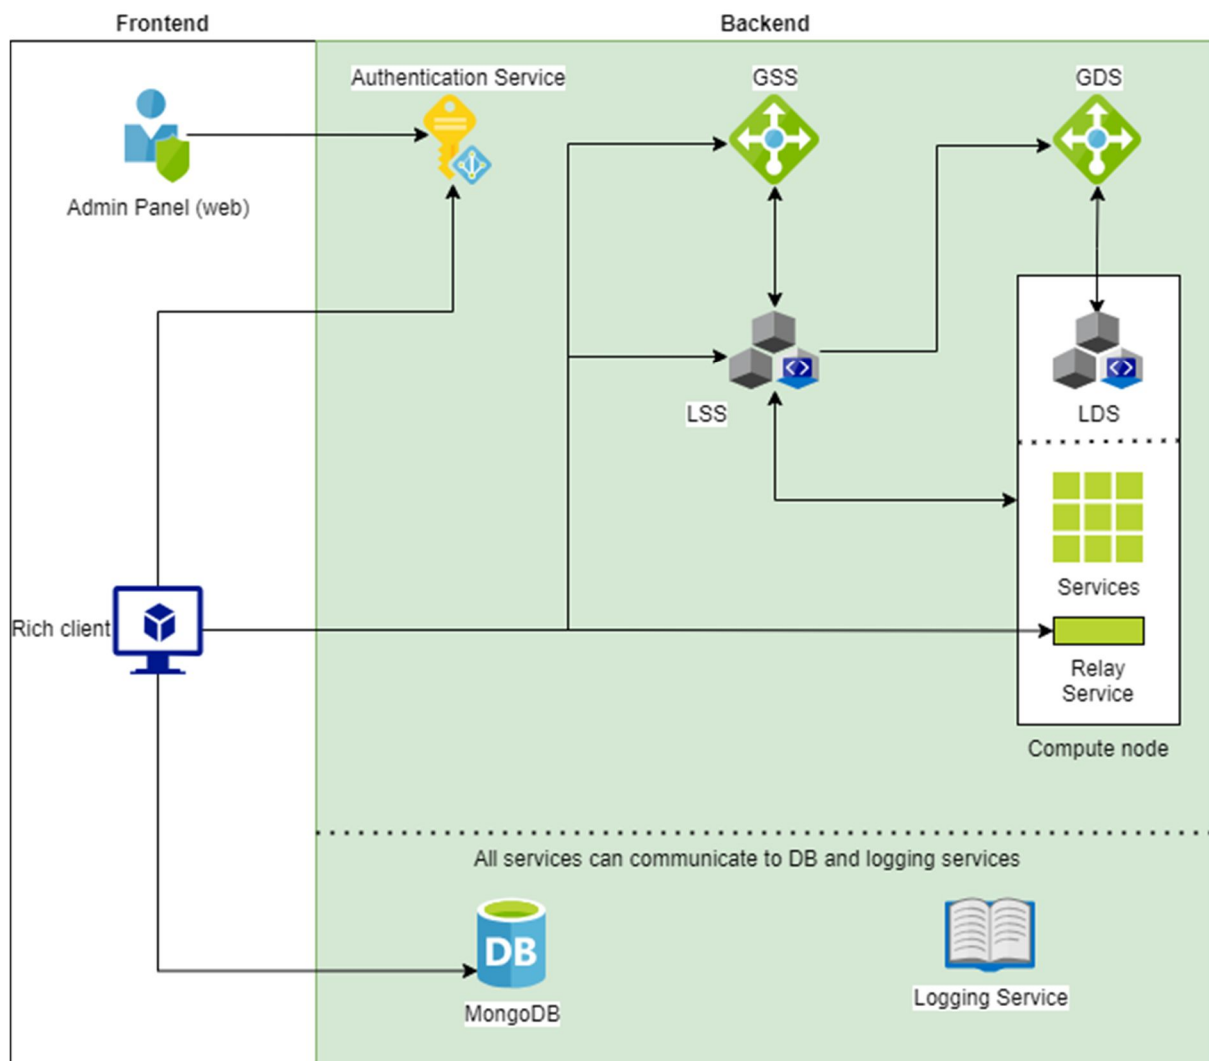 Frontend
Backend
Authentication Service
GSS
GDS
Admin Panel (web)
LSS
LDS
Services
Rich client
Relay
Service
Compute node
All services can communicate to DB and logging services
DB
MongoDB
Logging Service